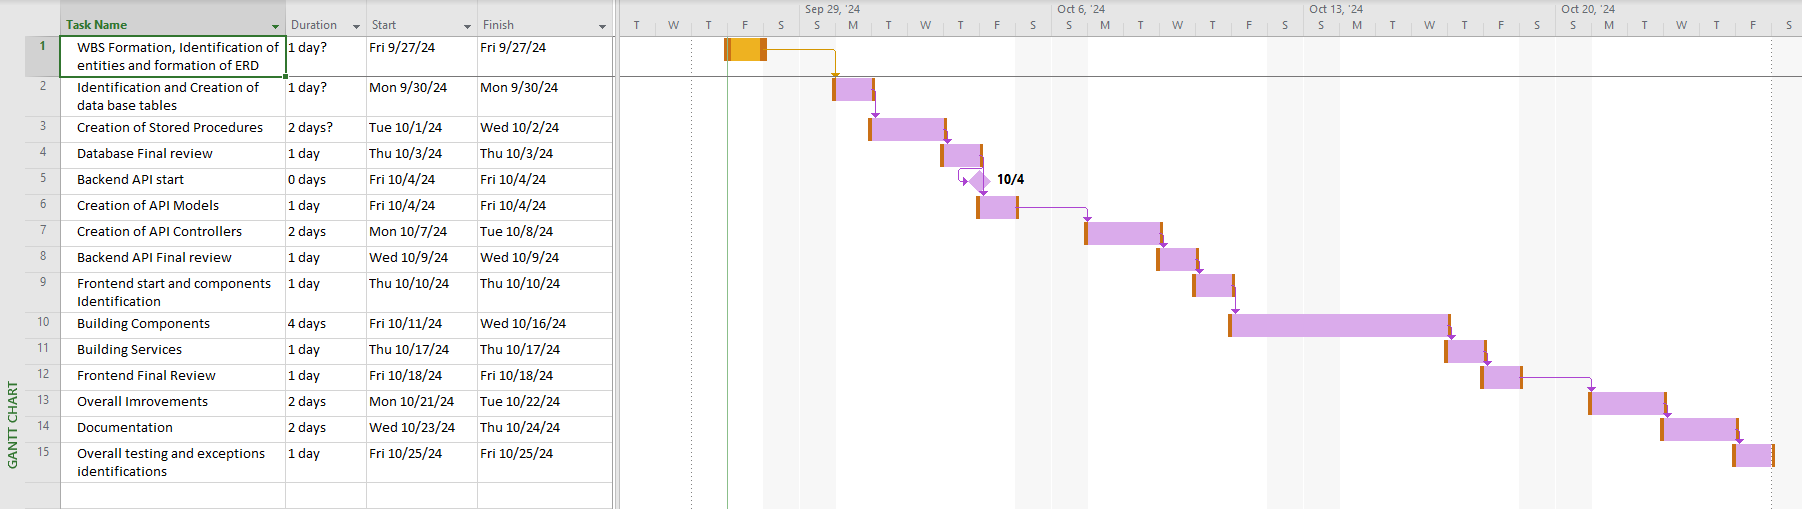 Sep 29, '24 Oct 6, '24 Oct 13, '24 Oct 20, '24
Task Name Duration Start Finish T W T F S S M T W T F S S M T W T F S S M T W T F S S M T W T F S
1 WBS Formation, Identification of 1 day? Fri 9/27/24 Fri 9/27/24
entities and formation of ERD
2 Identification and Creation of 1 day? Mon 9/30/24 Mon 9/30/24
data base tables
3 Creation of Stored Procedures 2 days? Tue 10/1/24 Wed 10/2/24
4 Database Final review 1 day Thu 10/3/24 Thu 10/3/24
5 Backend API start 0 days Fri 10/4/24 Fri 10/4/24 10/4
6 Creation of API Models 1 day Fri 10/4/24 Fri 10/4/24
7 Creation of API Controllers 2 days Mon 10/7/24 Tue 10/8/24
8 Backend API Final review 1 day Wed 10/9/24 Wed 10/9/24
9 Frontend start and components 1 day Thu 10/10/24 Thu 10/10/24
Identification
10 Building Components 4 days Fri 10/11/24 Wed 10/16/24
11 Building Services 1 day Thu 10/17/24 Thu 10/17/24
12 Frontend Final Review 1 day Fri 10/18/24 Fri 10/18/24
13 Overall Imrovements 2 days Mon 10/21/24 Tue 10/22/24
14 Documentation 2 days Wed 10/23/24 Thu 10/24/24
15 Overall testing and exceptions 1 day Fri 10/25/24 Fri 10/25/24
identifications
GANTT CHART